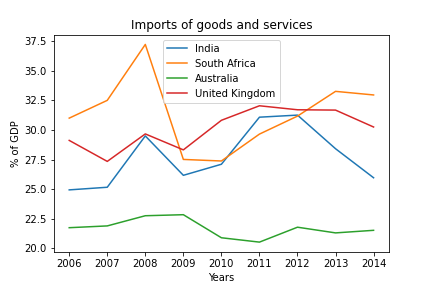 Imports of goods and services
37.5
35.0
32.5
30.0
27.5
25.0
22.5
20.0
% of GDP
India
South Africa
Australia
United Kingdom
2006 2007 2008 2009 2010 2011 2012 2013 2014
Years